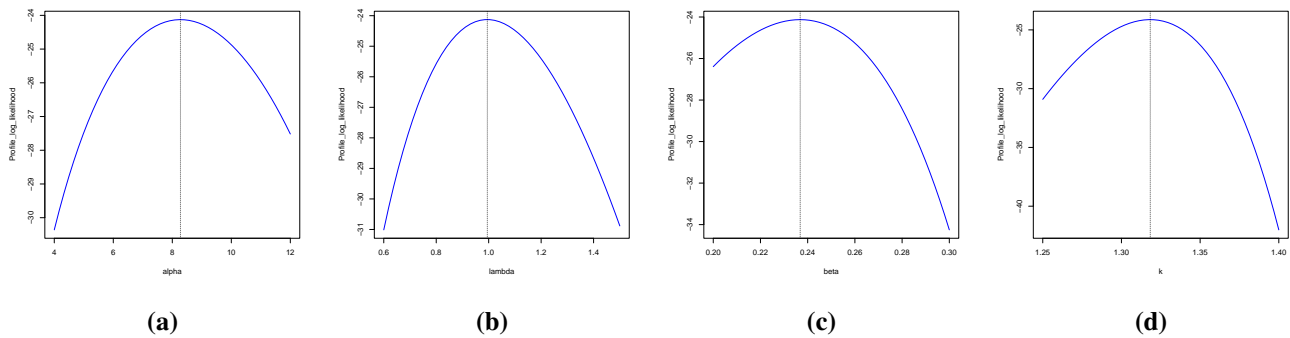 Profile_log_likelihood
−30 −29 −28 −27 −26 −25 −24
4 6 8 10 12
alpha
(a)
Profile_log_likelihood
−31 −30 −29 −28 −27 −26 −25 −24
0.6 0.8 1.0 1.2 1.4
lambda
(b)
Profile_log_likelihood
−34 −32 −30 −28 −26 −24
0.20 0.22 0.24 0.26 0.28 0.30
beta
(c)
Profile_log_likelihood
−40 −35 −30 −25
1.25 1.30 1.35 1.40
k
(d)